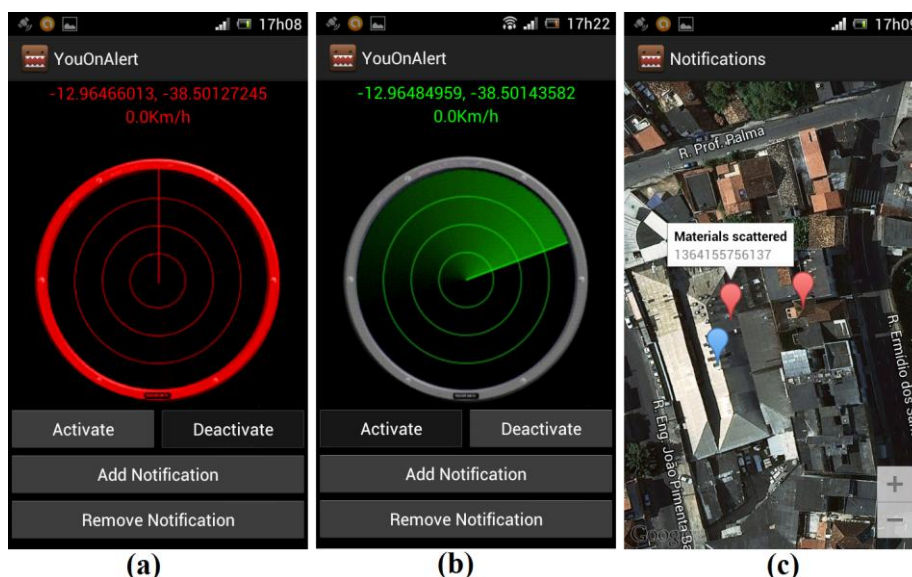 17h08
YouOnAlert
-12.96466013, -38.50127245
0.0Km/h
Activate
Deactivate
Add Notification
Remove Notification
(a)
17h22
YouOnAlert
-12.96484959, -38.50143582
0.0Km/h
Activate
Deactivate
Add Notification
Remove Notification
(b)
17h09
Notifications
R. Prof. Palma
Materials scattered
1364155756137
R. Ermidio dos
R. Eng. João Pimenta Ba
+
−
(c)